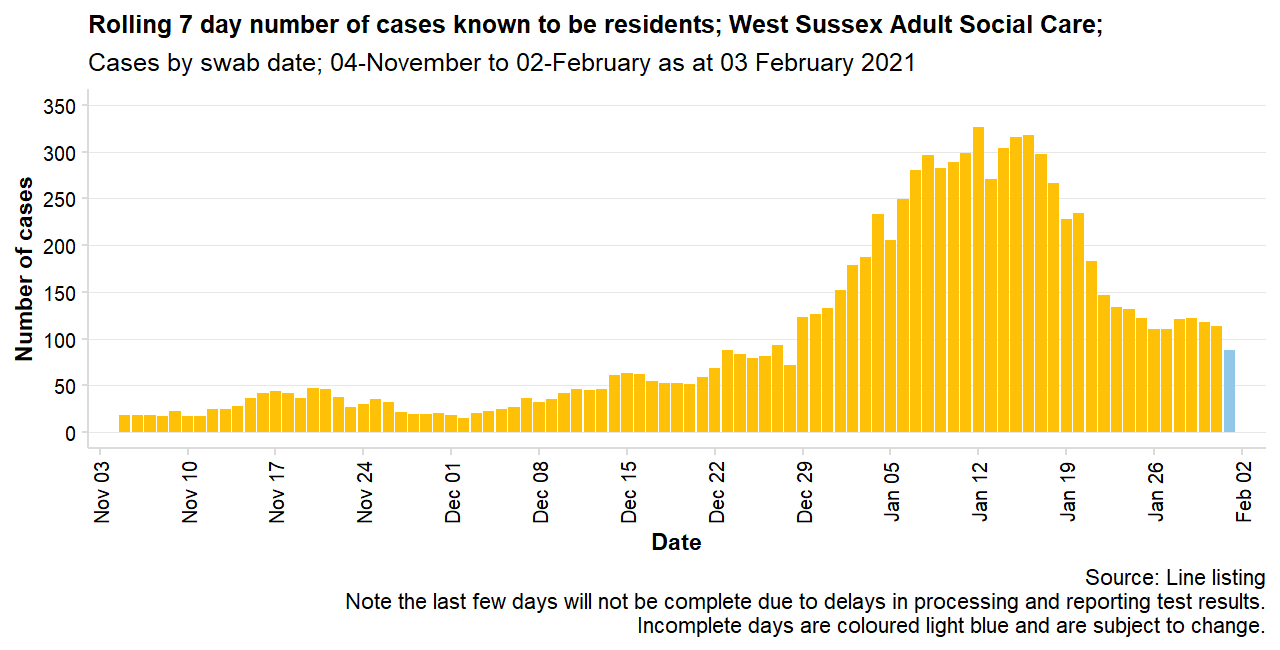 Rolling 7 day number of cases known to be residents; West Sussex Adult Social Care;
Cases by swab date; 04-November to 02-February as at 03 February 2021
Number of cases
350
300
250
200
150
100
50
0
Nov 03
Nov 10
Nov 17
Nov 24
Dec 01
Dec 08
Dec 15
Dec 22
Dec 29
Jan 05
Jan 12
Jan 19
Jan 26
Feb 02
Date
Source: Line listing
Note the last few days will not be complete due to delays in processing and reporting test results.
Incomplete days are coloured light blue and are subject to change.